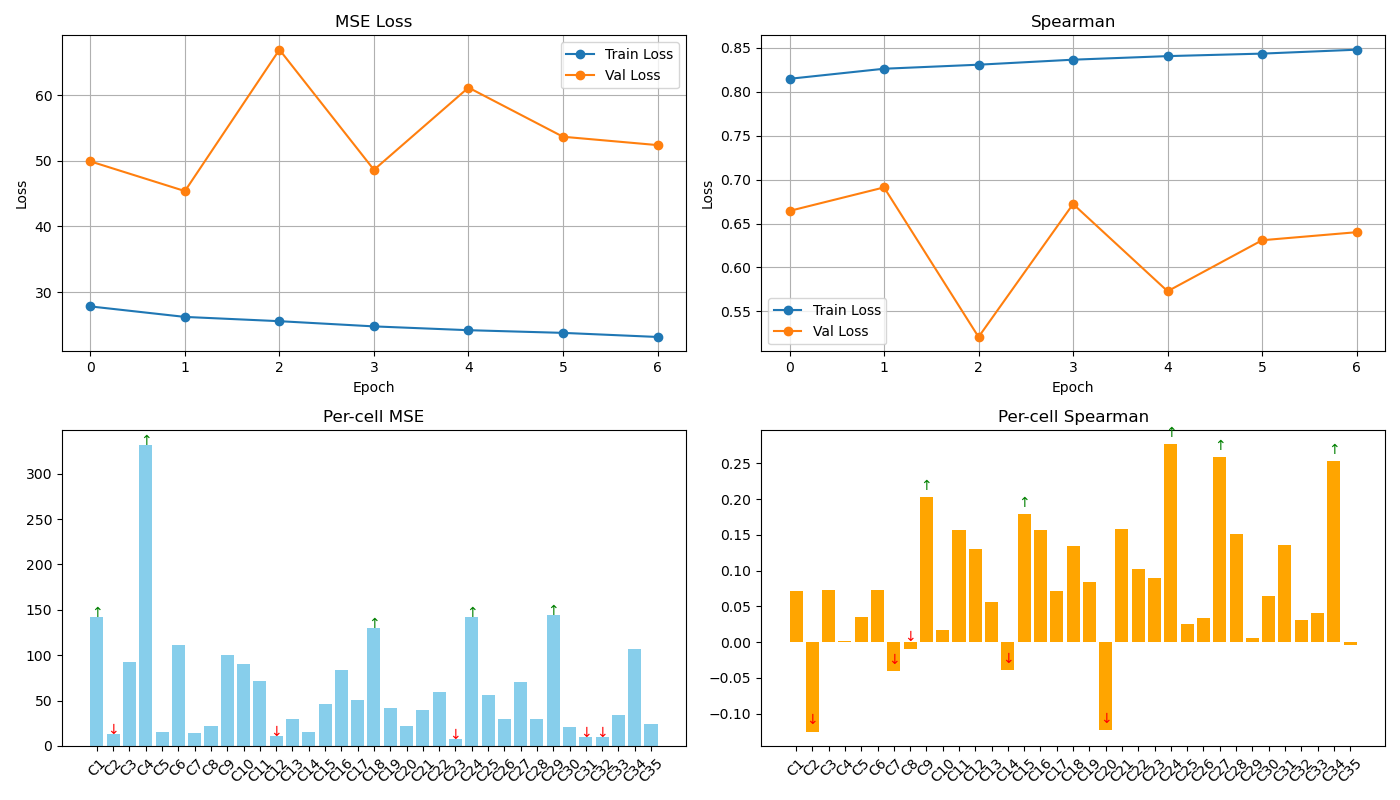 MSE Loss
Loss
60
50
40
30
Train Loss
Val Loss
0 1 2 3 4 5 6
Epoch
Spearman
Loss
0.85
0.80
0.75
0.70
0.65
0.60
0.55
Train Loss
Val Loss
0 1 2 3 4 5 6
Epoch
Per-cell MSE
300
250
200
150
100
50
0
↑ ↓ ↑ ↓ ↑ ↓ ↑ ↑ ↓ ↓
C1 C2 C3 C4 C5 C6 C7 C8 C9 C10 C11 C12 C13 C14 C15 C16 C17 C18 C19 C20 C21 C22 C23 C24 C25 C26 C27 C28 C29 C30 C31 C32 C33 C34 C35
Per-cell Spearman
0.25
0.20
0.15
0.10
0.05
0.00
−0.05
−0.10
↓ ↓ ↓ ↑ ↓ ↑ ↓ ↑ ↑ ↑
C1 C2 C3 C4 C5 C6 C7 C8 C9 C10 C11 C12 C13 C14 C15 C16 C17 C18 C19 C20 C21 C22 C23 C24 C25 C26 C27 C28 C29 C30 C31 C32 C33 C34 C35